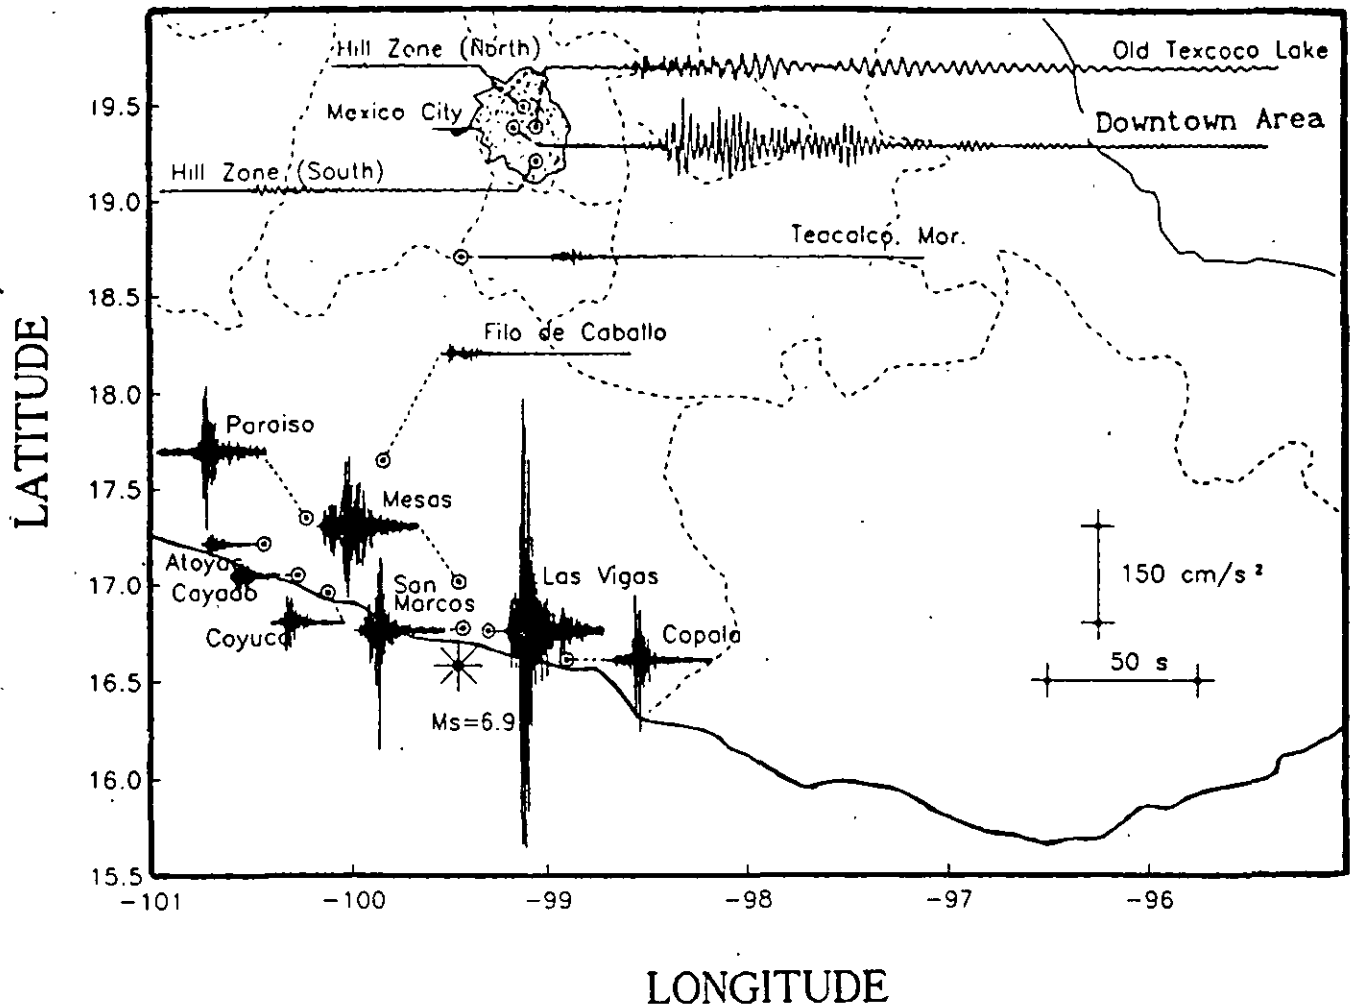 Hill Zone (North)
Old Texcoco Lake
19.5
Mexico City
Downtown Area
Hill Zone (South)
19.0
Teacalco, Mor.
18.5
Filo de Caballo
18.0
Paraiso
17.5
Mesas
LATITUDE
150 cm/s²
Atoyac
17.0
San
Marcos
Las Vigas
Cayaco
Coyuca
Copala
50 s
16.5
Ms=6.9
16.0
15.5
-101
-100
-99
-98
-97
-96
LONGITUDE